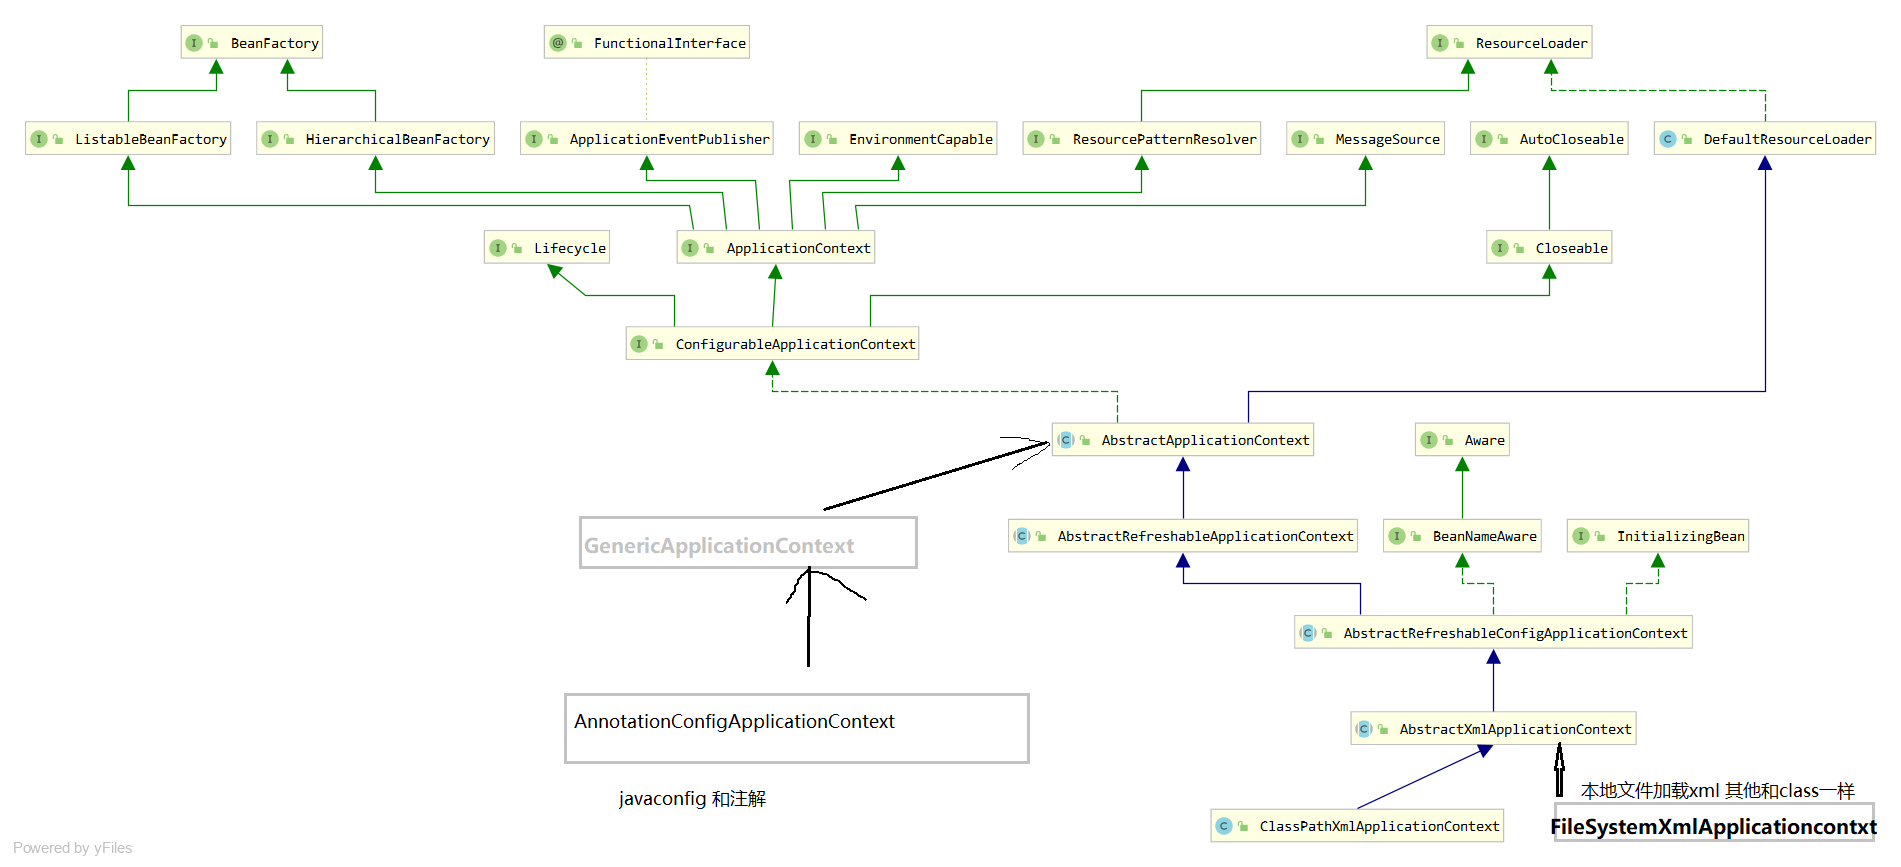 BeanFactory
FunctionalInterface
ResourceLoader
ListableBeanFactory
HierarchicalBeanFactory
ApplicationEventPublisher
EnvironmentCapable
ResourcePatternResolver
MessageSource
AutoCloseable
DefaultResourceLoader
Lifecycle
ApplicationContext
Closeable
ConfigurableApplicationContext
AbstractApplicationContext
Aware
GenericApplicationContext
AbstractRefreshableApplicationContext
BeanNameAware
InitializingBean
AbstractRefreshableConfigApplicationContext
AnnotationConfigApplicationContext
AbstractXmlApplicationContext
javaconfig 和注解
本地文件加载xml 其他和class一样
ClassPathXmlApplicationContext
FileSystemXmlApplicationcontxt
Powered by yFiles